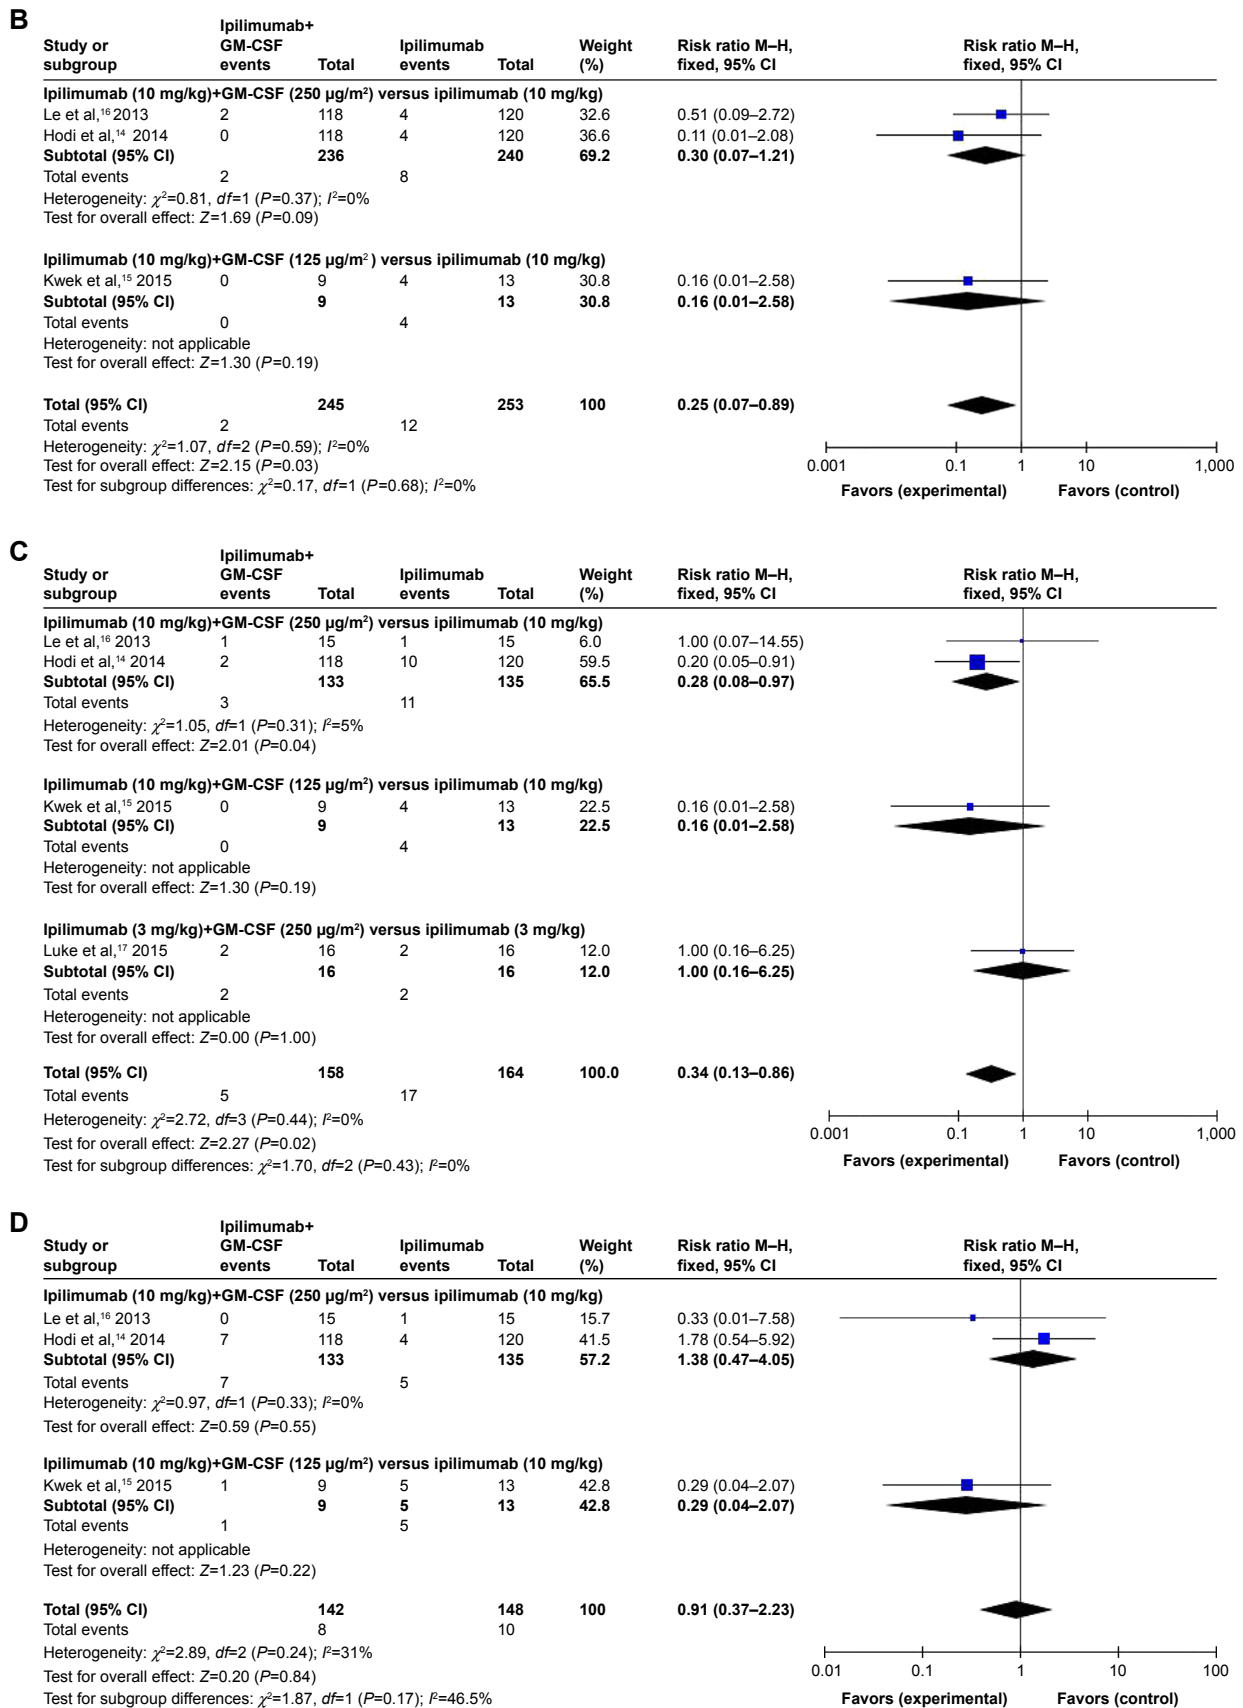 B
Ipilimumab+
Study or GM-CSF Ipilimumab Weight Risk ratio M–H, Risk ratio M–H,
subgroup events Total events Total (%) fixed, 95% CI fixed, 95% CI
Ipilimumab (10 mg/kg)+GM-CSF (250 µg/m²) versus ipilimumab (10 mg/kg)
Le et al,¹⁶ 2013 2 118 4 120 32.6 0.51 (0.09–2.72)
Hodi et al,¹⁴ 2014 0 118 4 120 36.6 0.11 (0.01–2.08)
Subtotal (95% CI) 236 240 69.2 0.30 (0.07–1.21)
Total events 2 8
Heterogeneity: χ²=0.81, df=1 (P=0.37); I²=0%
Test for overall effect: Z=1.69 (P=0.09)
Ipilimumab (10 mg/kg)+GM-CSF (125 µg/m²) versus ipilimumab (10 mg/kg)
Kwek et al,¹⁵ 2015 0 9 4 13 30.8 0.16 (0.01–2.58)
Subtotal (95% CI) 9 13 30.8 0.16 (0.01–2.58)
Total events 0 4
Heterogeneity: not applicable
Test for overall effect: Z=1.30 (P=0.19)
Total (95% CI) 245 253 100 0.25 (0.07–0.89)
Total events 2 12
Heterogeneity: χ²=1.07, df=2 (P=0.59); I²=0%
Test for overall effect: Z=2.15 (P=0.03)
0.001 0.1 1 10 1,000
Test for subgroup differences: χ²=0.17, df=1 (P=0.68); I²=0%
Favors (experimental) Favors (control)
C
Ipilimumab+
Study or GM-CSF Ipilimumab Weight Risk ratio M–H, Risk ratio M–H,
subgroup events Total events Total (%) fixed, 95% CI fixed, 95% CI
Ipilimumab (10 mg/kg)+GM-CSF (250 µg/m²) versus ipilimumab (10 mg/kg)
Le et al,¹⁶ 2013 1 15 1 15 6.0 1.00 (0.07–14.55)
Hodi et al,¹⁴ 2014 2 118 10 120 59.5 0.20 (0.05–0.91)
Subtotal (95% CI) 133 135 65.5 0.28 (0.08–0.97)
Total events 3 11
Heterogeneity: χ²=1.05, df=1 (P=0.31); I²=5%
Test for overall effect: Z=2.01 (P=0.04)
Ipilimumab (10 mg/kg)+GM-CSF (125 µg/m²) versus ipilimumab (10 mg/kg)
Kwek et al,¹⁵ 2015 0 9 4 13 22.5 0.16 (0.01–2.58)
Subtotal (95% CI) 9 13 22.5 0.16 (0.01–2.58)
Total events 0 4
Heterogeneity: not applicable
Test for overall effect: Z=1.30 (P=0.19)
Ipilimumab (3 mg/kg)+GM-CSF (250 µg/m²) versus ipilimumab (3 mg/kg)
Luke et al,¹⁷ 2015 2 16 2 16 12.0 1.00 (0.16–6.25)
Subtotal (95% CI) 16 16 12.0 1.00 (0.16–6.25)
Total events 2 2
Heterogeneity: not applicable
Test for overall effect: Z=0.00 (P=1.00)
Total (95% CI) 158 164 100.0 0.34 (0.13–0.86)
Total events 5 17
Heterogeneity: χ²=2.72, df=3 (P=0.44); I²=0%
0.001 0.1 1 10 1,000
Test for overall effect: Z=2.27 (P=0.02)
Favors (experimental) Favors (control)
Test for subgroup differences: χ²=1.70, df=2 (P=0.43); I²=0%
D
Ipilimumab+
Study or GM-CSF Ipilimumab Weight Risk ratio M–H, Risk ratio M–H,
subgroup events Total events Total (%) fixed, 95% CI fixed, 95% CI
Ipilimumab (10 mg/kg)+GM-CSF (250 µg/m²) versus ipilimumab (10 mg/kg)
Le et al,¹⁶ 2013 0 15 1 15 15.7 0.33 (0.01–7.58)
Hodi et al,¹⁴ 2014 7 118 4 120 41.5 1.78 (0.54–5.92)
Subtotal (95% CI) 133 135 57.2 1.38 (0.47–4.05)
Total events 7 5
Heterogeneity: χ²=0.97, df=1 (P=0.33); I²=0%
Test for overall effect: Z=0.59 (P=0.55)
Ipilimumab (10 mg/kg)+GM-CSF (125 µg/m²) versus ipilimumab (10 mg/kg)
Kwek et al,¹⁵ 2015 1 9 5 13 42.8 0.29 (0.04–2.07)
Subtotal (95% CI) 9 5 13 42.8 0.29 (0.04–2.07)
Total events 1 5
Heterogeneity: not applicable
Test for overall effect: Z=1.23 (P=0.22)
Total (95% CI) 142 148 100 0.91 (0.37–2.23)
Total events 8 10
Heterogeneity: χ²=2.89, df=2 (P=0.24); I²=31%
0.01 0.1 1 10 100
Test for overall effect: Z=0.20 (P=0.84)
Test for subgroup differences: χ²=1.87, df=1 (P=0.17); I²=46.5%
Favors (experimental) Favors (control)